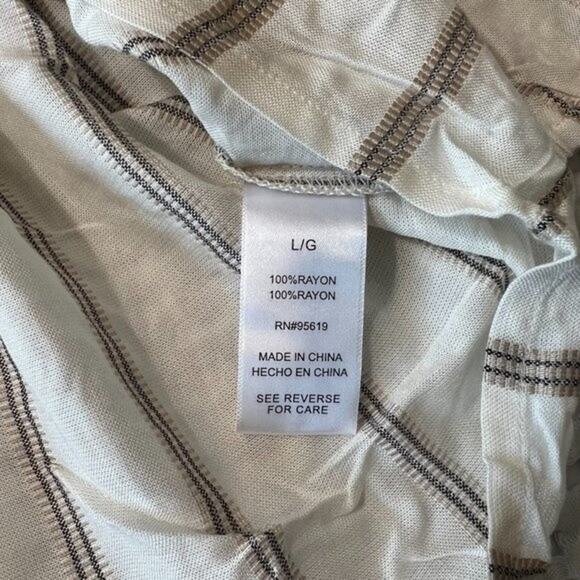 L/G
100%RAYON
100%RAYON
RN#95619
MADE IN CHINA
HECHO EN CHINA
SEE REVERSE
FOR CARE